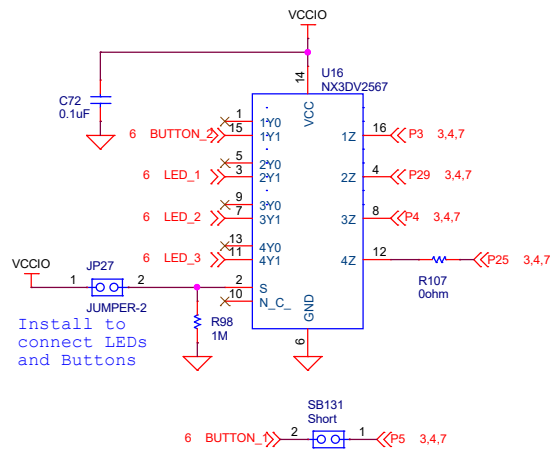 VCCIO
U16
NX3DV2567
14
VCC
C72
0.1uF
1
1Y0
6 BUTTON_2 15 1Y1
1Z 16 P3 3,4,7
5
2Y0
6 LED_1 3 2Y1
2Z 4 P29 3,4,7
9
3Y0
6 LED_2 7 3Y1
3Z 8 P4 3,4,7
13
4Y0
6 LED_3 11 4Y1
4Z 12 P25 3,4,7
R107
0ohm
VCCIO
JP27
1 2
JUMPER-2
2 S
10 N_C_
GND
6
R98
1M
Install to
connect LEDs
and Buttons
SB131
Short
6 BUTTON_1 2 1 P5 3,4,7